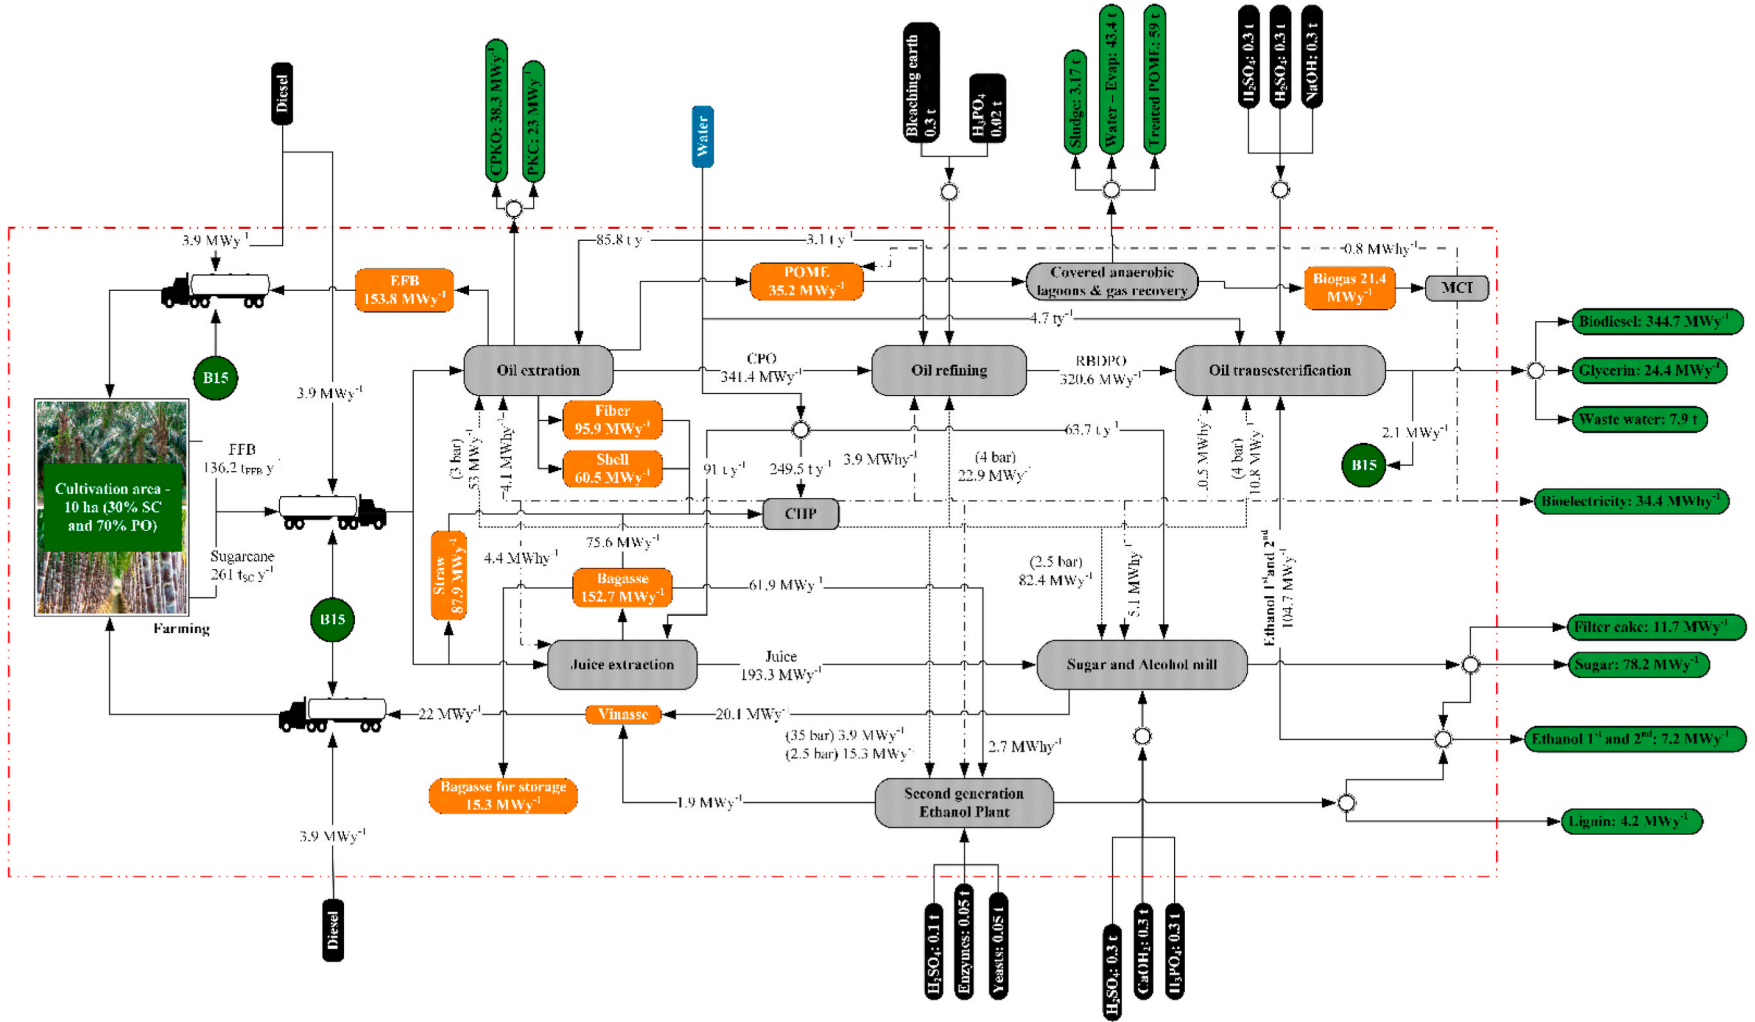 Diesel
CPKO: 38.3 MWy⁻¹
PKC: 23 MWy⁻¹
Water
Bleaching earth
0.3 t
H₃PO₄
0.02 t
Sludge: 3.17 t
Water – Evap: 43.4 t
Treated POME: 59 t
H₂SO₄: 0.3 t
H₂SO₄: 0.3 t
NaOH: 0.3 t
3.9 MWy⁻¹
85.8 t y⁻¹
3.1 t y⁻¹
0.8 MWhy⁻¹
EFB
153.8 MWy⁻¹
POME
35.2 MWy⁻¹
Covered anaerobic
lagoons & gas recovery
Biogas 21.4
MWy⁻¹
MCI
4.7 ty⁻¹
Biodiesel: 344.7 MWy⁻¹
B15
Oil extration
CPO
341.4 MWy⁻¹
Oil refining
RBDPO
320.6 MWy⁻¹
Oil transesterification
Glycerin: 24.4 MWy⁻¹
3.9 MWy⁻¹
Fiber
95.9 MWy⁻¹
Waste water: 7.9 t
63.7 t y⁻¹
2.1 MWy⁻¹
B15
FFB
136.2 t_FFB y⁻¹
(3 bar)
53 MWy⁻¹
4.1 MWhy⁻¹
Shell
60.5 MWy⁻¹
91 t y⁻¹
249.5 t y⁻¹
3.9 MWhy⁻¹
(4 bar)
22.9 MWy⁻¹
0.5 MWhy⁻¹
(4 bar)
10.8 MWy⁻¹
Cultivation area -
10 ha (30% SC
and 70% PO)
CHP
Bioelectricity: 34.4 MWhy⁻¹
Sugarcane
261 t_SC y⁻¹
Straw
87.9 MWy⁻¹
4.4 MWhy⁻¹
75.6 MWy⁻¹
Bagasse
152.7 MWy⁻¹
61.9 MWy⁻¹
(2.5 bar)
82.4 MWy⁻¹
5.1 MWhy⁻¹
Ethanol 1ˢᵗ and 2ⁿᵈ
104.7 MWy⁻¹
Farming
B15
Filter cake: 11.7 MWy⁻¹
Juice extraction
Juice
193.3 MWy⁻¹
Sugar and Alcohol mill
Sugar: 78.2 MWy⁻¹
22 MWy⁻¹
Vinasse
20.1 MWy⁻¹
(35 bar) 3.9 MWy⁻¹
(2.5 bar) 15.3 MWy⁻¹
2.7 MWhy⁻¹
Ethanol 1ˢᵗ and 2ⁿᵈ: 7.2 MWy⁻¹
Bagasse for storage
15.3 MWy⁻¹
1.9 MWy⁻¹
Second generation
Ethanol Plant
Liguin: 4.2 MWy⁻¹
3.9 MWy⁻¹
Diesel
H₂SO₄: 0.1 t
Enzymes: 0.05 t
Yeasts: 0.05 t
H₂SO₄: 0.3 t
CaOH₂: 0.3 t
H₃PO₄: 0.3 t